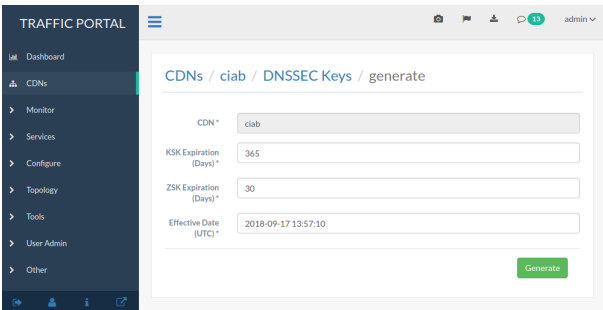 TRAFFIC PORTAL
13
admin
Dashboard
CDNs
Monitor
Services
Configure
Topology
Tools
User Admin
Other
CDNs / ciab / DNSSEC Keys / generate
CDN *
ciab
KSK Expiration
(Days) *
365
ZSK Expiration
(Days) *
30
Effective Date
(UTC) *
2018-09-17 13:57:10
Generate